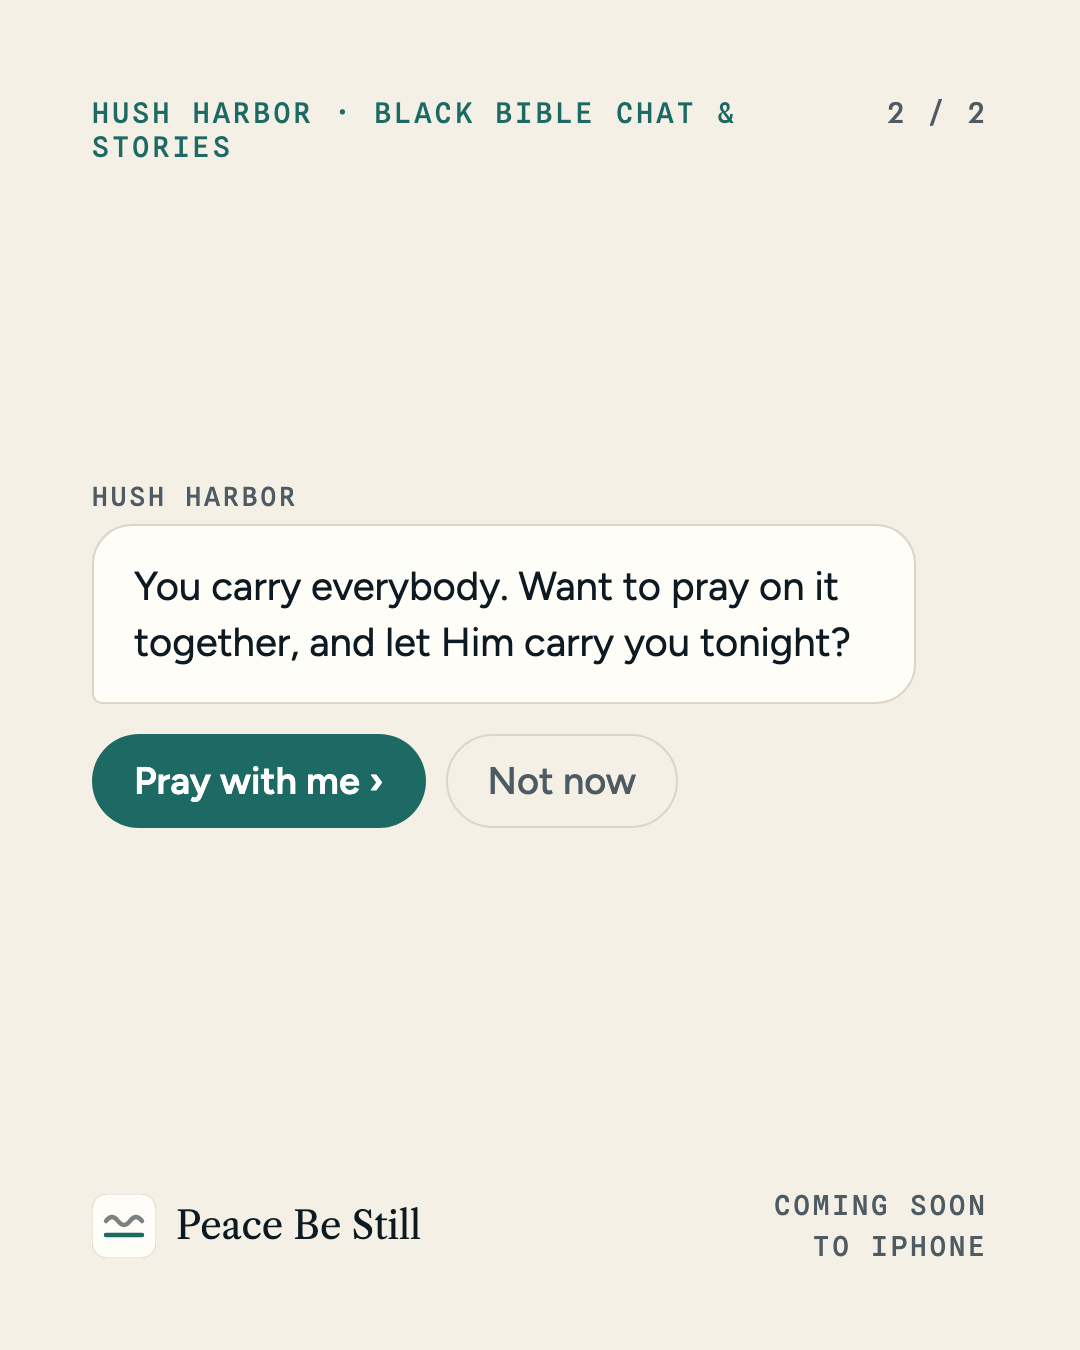 HUSH HARBOR · BLACK BIBLE CHAT &
STORIES
2 / 2
HUSH HARBOR
You carry everybody. Want to pray on it
together, and let Him carry you tonight?
Pray with me ›
Not now
Peace Be Still
COMING SOON
TO IPHONE